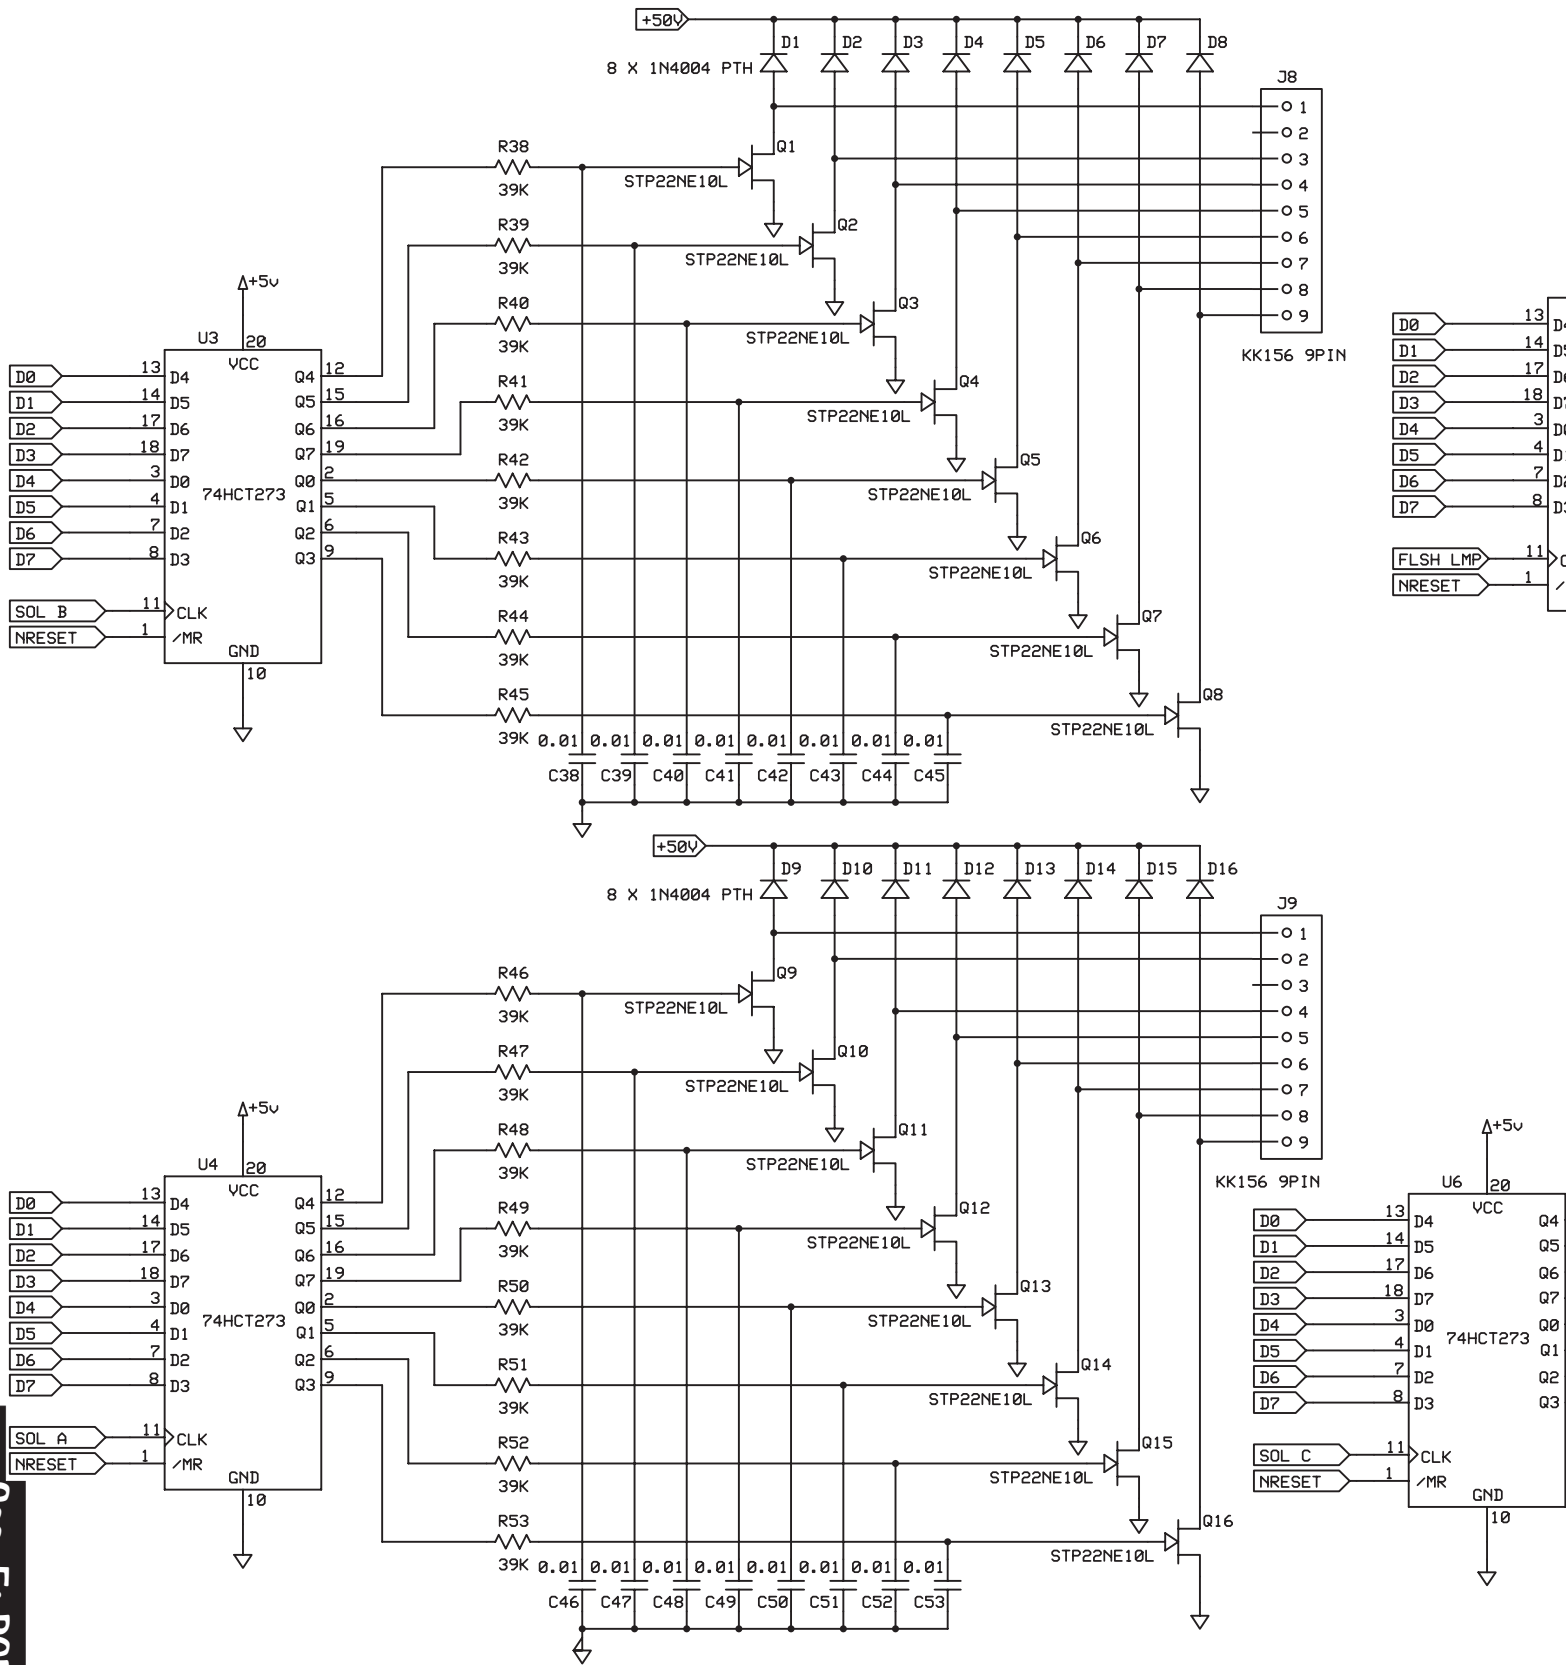 +50V
D1 D2 D3 D4 D5 D6 D7 D8
8 X 1N4004 PTH
J8
1
2
3
4
5
6
7
8
9
KK156 9PIN
R38
39K
STP22NE10L
Q1
R39
39K
STP22NE10L
Q2
R40
39K
STP22NE10L
Q3
R41
39K
STP22NE10L
Q4
R42
39K
STP22NE10L
Q5
R43
39K
STP22NE10L
Q6
R44
39K
STP22NE10L
Q7
R45
39K
STP22NE10L
Q8
0.01 0.01 0.01 0.01 0.01 0.01 0.01 0.01
C38 C39 C40 C41 C42 C43 C44 C45
+5v
U3
20
VCC
D0 13 D4 Q4 12
D1 14 D5 Q5 15
D2 17 D6 Q6 16
D3 18 D7 Q7 19
D4 3 D0 Q0 2
74HCT273
D5 4 D1 Q1 5
D6 7 D2 Q2 6
D7 8 D3 Q3 9
SOL B 11 CLK
NRESET 1 /MR
GND
10
D0 13
D1 14
D2 17
D3 18
D4 3
D5 4
D6 7
D7 8
FLSH LMP 11
NRESET 1
+50V
D9 D10 D11 D12 D13 D14 D15 D16
8 X 1N4004 PTH
J9
1
2
3
4
5
6
7
8
9
KK156 9PIN
R46
39K
STP22NE10L
Q9
R47
39K
STP22NE10L
Q10
R48
39K
STP22NE10L
Q11
R49
39K
STP22NE10L
Q12
R50
39K
STP22NE10L
Q13
R51
39K
STP22NE10L
Q14
R52
39K
STP22NE10L
Q15
R53
39K
STP22NE10L
Q16
0.01 0.01 0.01 0.01 0.01 0.01 0.01 0.01
C46 C47 C48 C49 C50 C51 C52 C53
+5v
U4
20
VCC
D0 13 D4 Q4 12
D1 14 D5 Q5 15
D2 17 D6 Q6 16
D3 18 D7 Q7 19
D4 3 D0 Q0 2
74HCT273
D5 4 D1 Q1 5
D6 7 D2 Q2 6
D7 8 D3 Q3 9
SOL A 11 CLK
NRESET 1 /MR
GND
10
+5v
U6
20
VCC
D0 13 D4 Q4
D1 14 D5 Q5
D2 17 D6 Q6
D3 18 D7 Q7
D4 3 D0 Q0
74HCT273
D5 4 D1 Q1
D6 7 D2 Q2
D7 8 D3 Q3
SOL C 11 CLK
NRESET 1 /MR
GND
10